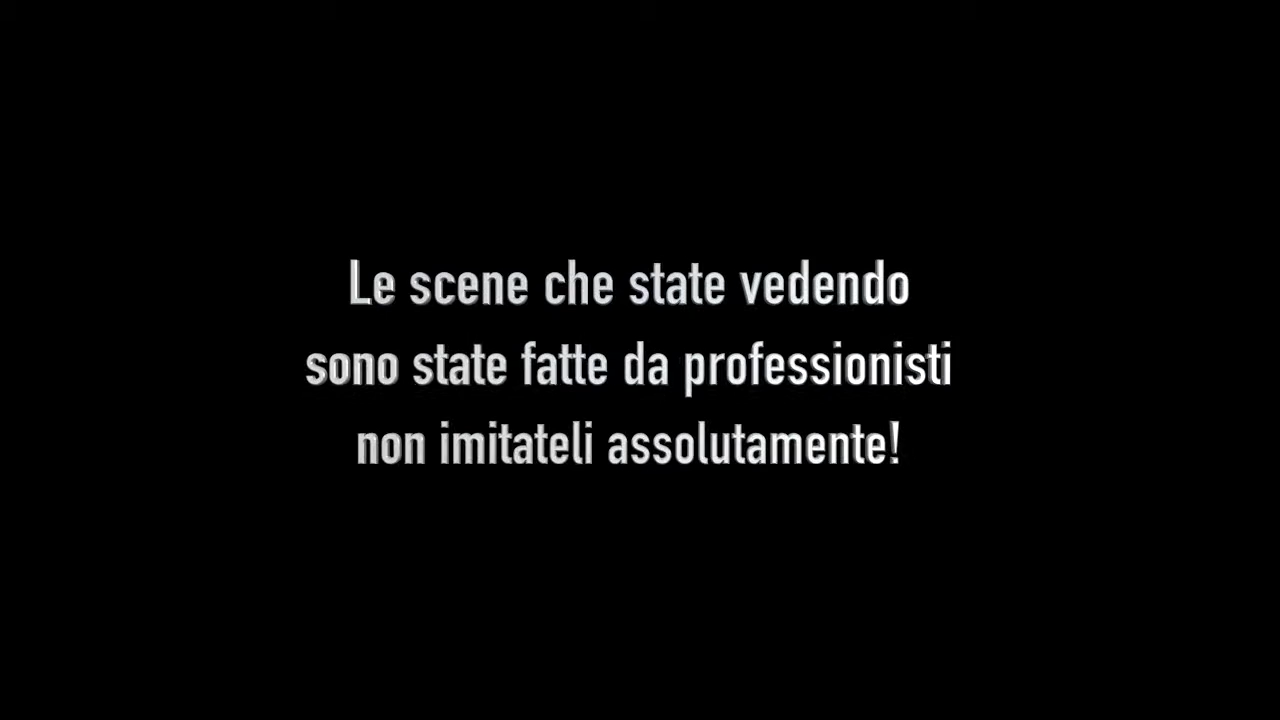 Le scene che state vedendo
sono state fatte da professionisti
non imitateli assolutamente!